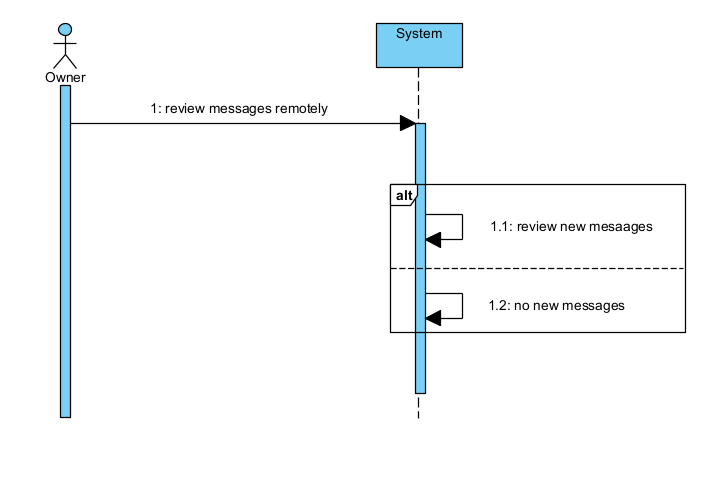 System
Owner
1: review messages remotely
alt
1.1: review new mesaages
1.2: no new messages